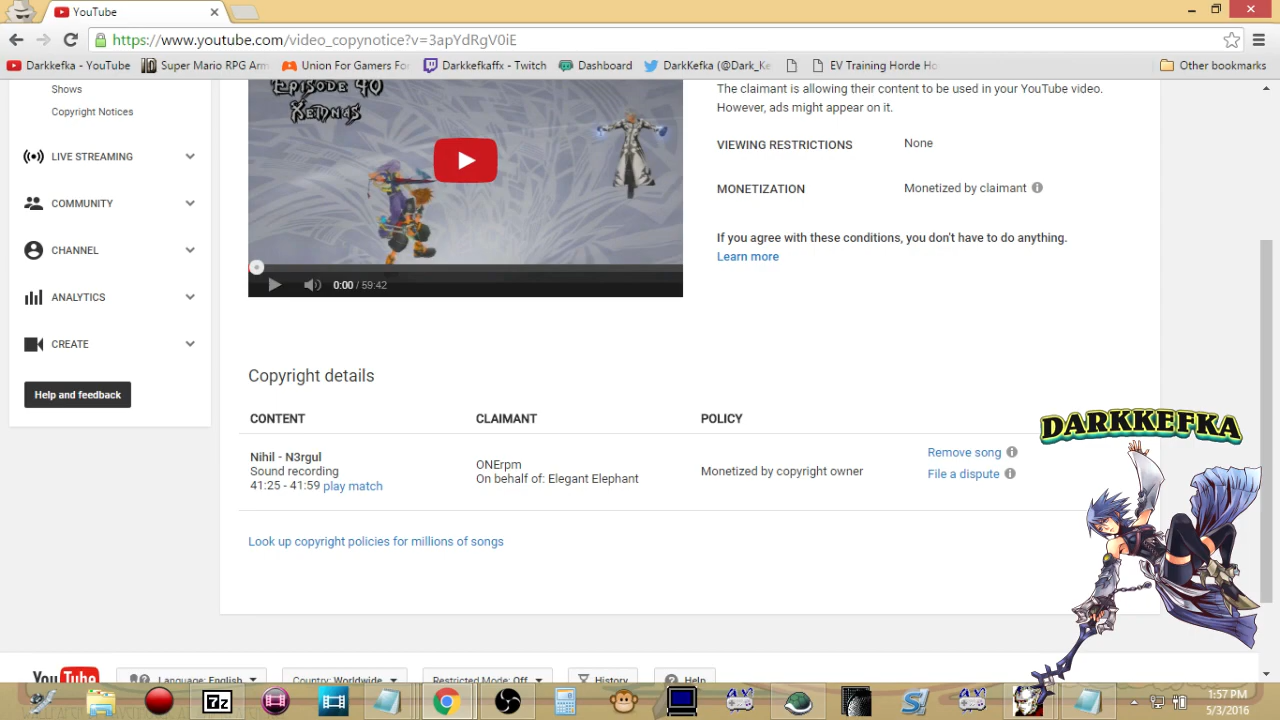 YouTube
https://www.youtube.com/video_copynotice?v=3apYdRgV0iE
Darkkefka - YouTube
Super Mario RPG Arm
Union For Gamers For
Darkkefkaffx - Twitch
Dashboard
DarkKefka (@Dark_Ke
EV Training Horde Ho
Other bookmarks
Shows
Copyright Notices
LIVE STREAMING
COMMUNITY
CHANNEL
ANALYTICS
CREATE
Help and feedback
Episode 40
Xemnas
0:00 / 59:42
The claimant is allowing their content to be used in your YouTube video.
However, ads might appear on it.
VIEWING RESTRICTIONS None
MONETIZATION Monetized by claimant
If you agree with these conditions, you don't have to do anything.
Learn more
Copyright details
CONTENT CLAIMANT POLICY
Nihil - N3rgul
Sound recording
41:25 - 41:59 play match
ONErpm
On behalf of: Elegant Elephant
Monetized by copyright owner
Remove song
File a dispute
Look up copyright policies for millions of songs
DARKKEFKA
YouTube
Language: English
Country: Worldwide
Restricted Mode: Off
History
Help
7z
1:57 PM
5/3/2016